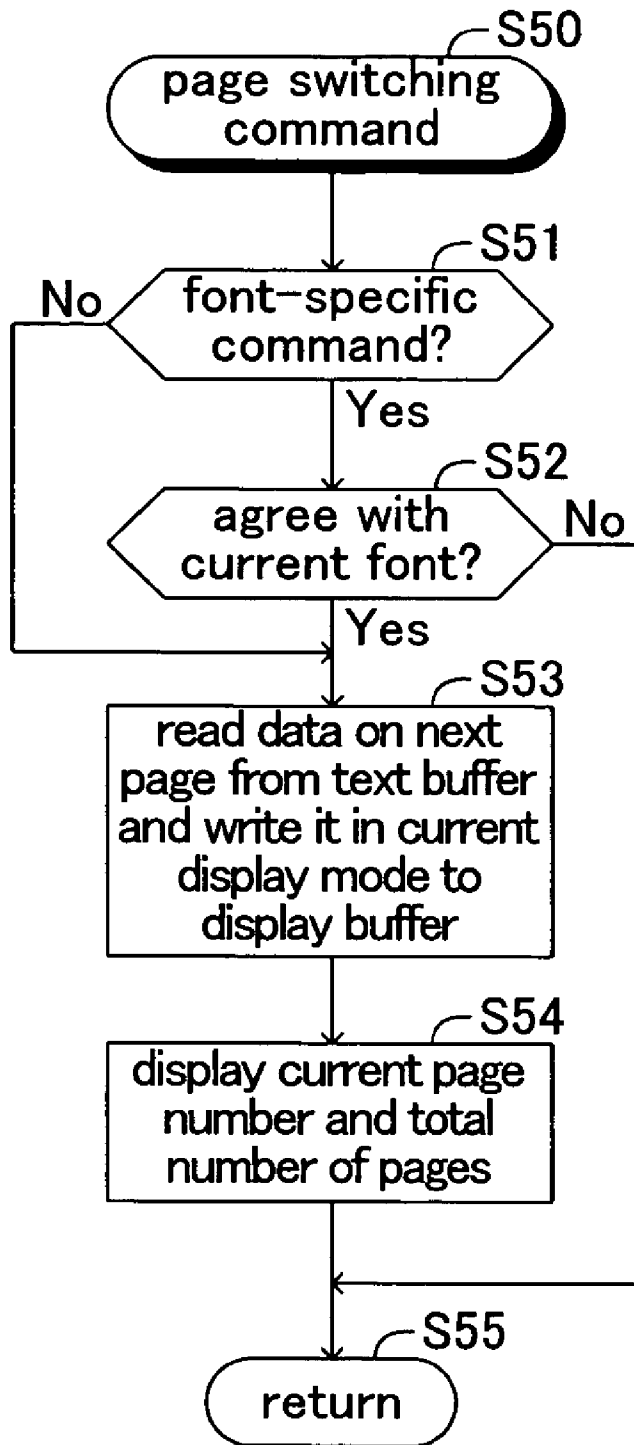 S50
page switching
command
S51
No
font-specific
command?
Yes
S52
agree with
current font?
No
Yes
S53
read data on next
page from text buffer
and write it in current
display mode to
display buffer
S54
display current page
number and total
number of pages
S55
return